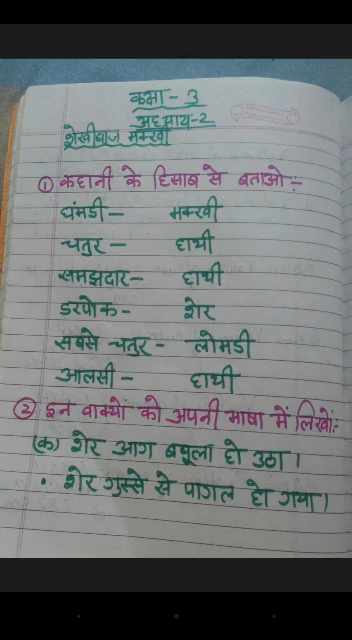 कक्षा - 3
अध्याय-2
शेखीबाज मक्खी
① कहानी के हिसाब से बताओ :-
घंमडी - मक्खी
चतुर - हाथी
समझदार - हाथी
डरपोक - शेर
सबसे चतुर - लोमडी
आलसी - हाथी
② इन वाक्यों को अपनी भाषा में लिखों:-
(क) शेर आग बबूला हो उठा।
• शेर गुस्से से पागल हो गया।